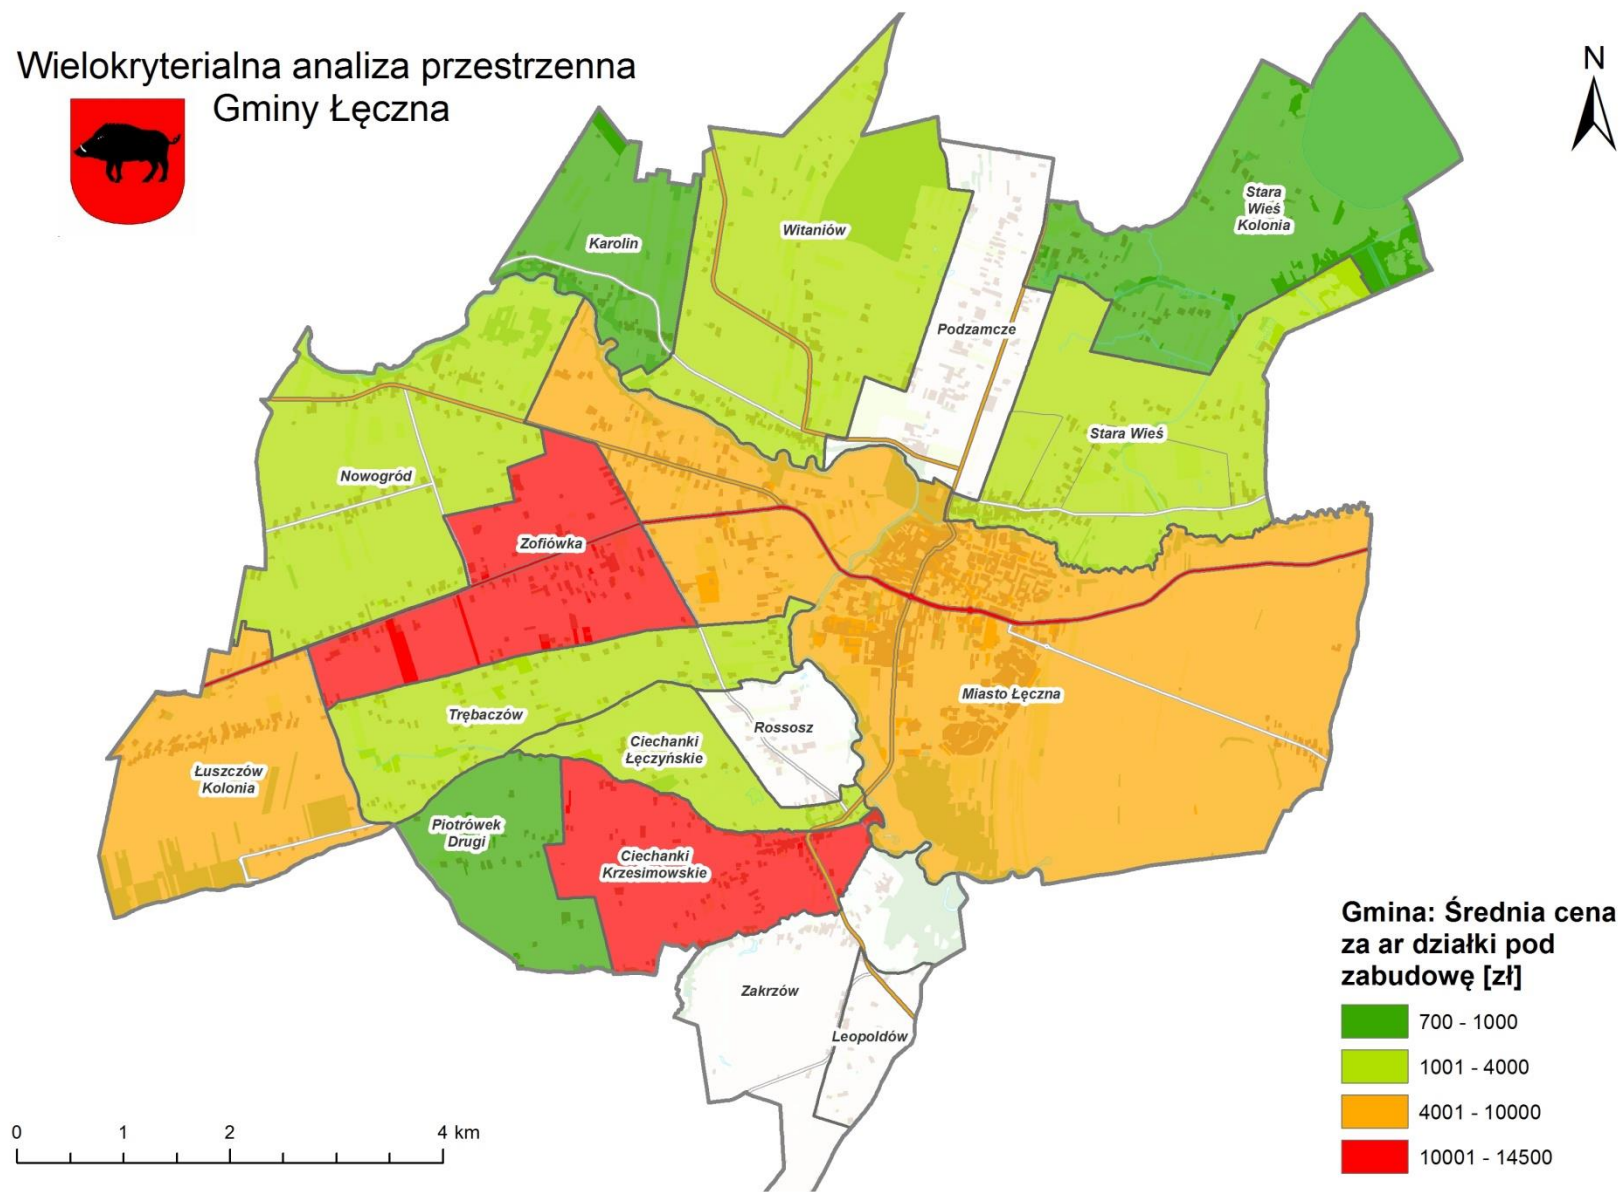 Wielokryterialna analiza przestrzenna
Gminy Łęczna
N
Karolin
Witaniów
Stara
Wieś
Kolonia
Podzamcze
Stara Wieś
Nowogród
Zofiówka
Miasto Łęczna
Trębaczów
Rossosz
Ciechanki
Łęczyńskie
Łuszczów
Kolonia
Piotrówek
Drugi
Ciechanki
Krzesimowskie
Zakrzów
Leopoldów
Gmina: Średnia cena
za ar działki pod
zabudowę [zł]
700 - 1000
1001 - 4000
4001 - 10000
10001 - 14500
0 1 2 4 km